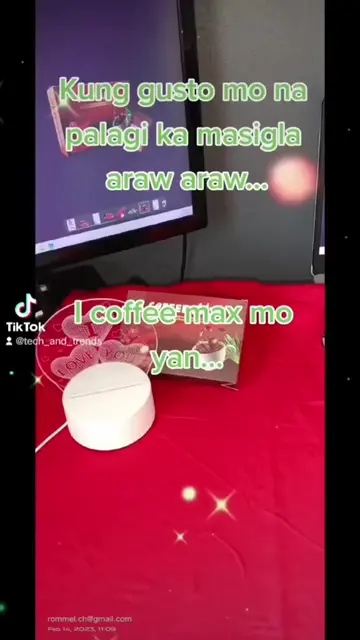 Kung gusto mo na
palagi ka masigla
araw araw...
I coffee max mo
yan...
TikTok
@tech_and_trends
I LOVE YOU
rommel.ch@gmail.com
Feb 14, 2023, 11:09